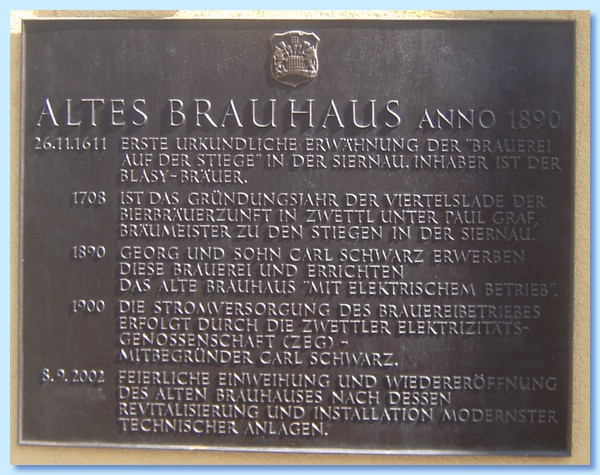 ALTES BRAUHAUS ANNO 1890
26.11.1611 ERSTE URKUNDLICHE ERWÄHNUNG DER "BRAUEREI
AUF DER STIEGE" IN DER SIERNAU. INHABER IST DER
BLASY-BRÄUER.
1708 IST DAS GRÜNDUNGSJAHR DER VIERTELSLADE DER
BIERBRÄUERZUNFT IN ZWETTL UNTER PAUL GRAF,
BRÄUMEISTER ZU DEN STIEGEN IN DER SIERNAU.
1890 GEORG UND SOHN CARL SCHWARZ ERWERBEN
DIESE BRAUEREI UND ERRICHTEN
DAS ALTE BRAUHAUS "MIT ELEKTRISCHEM BETRIEB".
1900 DIE STROMVERSORGUNG DES BRAUEREIBETRIEBES
ERFOLGT DURCH DIE ZWETTLER ELEKTRIZITÄTS-
GENOSSENSCHAFT (ZEG) -
MITBEGRÜNDER CARL SCHWARZ.
8.9.2002 FEIERLICHE EINWEIHUNG UND WIEDERERÖFFNUNG
DES ALTEN BRAUHAUSES NACH DESSEN
REVITALISIERUNG UND INSTALLATION MODERNSTER
TECHNISCHER ANLAGEN.